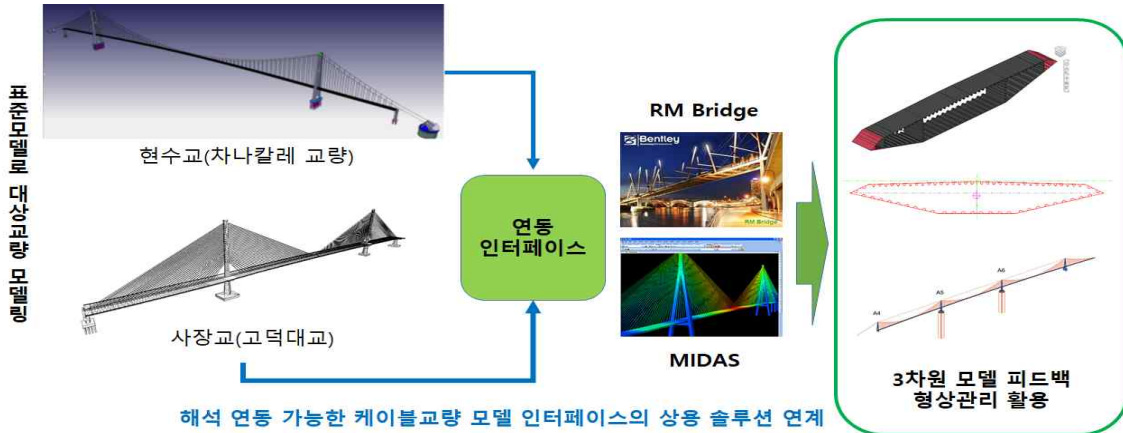 표준모델로 대상교량 모델링
현수교(차나칼레 교량)
사장교(고덕대교)
연동
인터페이스
RM Bridge
Bentley
RM Bridge
MIDAS
A4
A5
A6
3차원 모델 피드백
형상관리 활용
해석 연동 가능한 케이블교량 모델 인터페이스의 상용 솔루션 연계